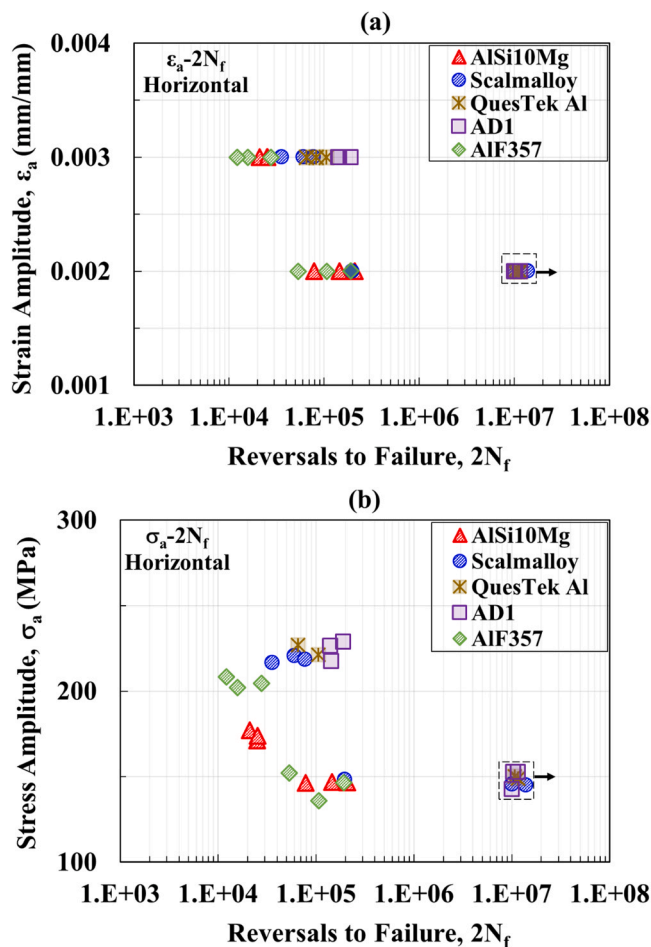 (a)
0.004
εa-2Nf
Horizontal
AlSi10Mg
Scalmalloy
QuesTek Al
AD1
AlF357
0.003
0.002
0.001
Strain Amplitude, εa (mm/mm)
1.E+03 1.E+04 1.E+05 1.E+06 1.E+07 1.E+08
Reversals to Failure, 2Nf
(b)
300
σa-2Nf
Horizontal
AlSi10Mg
Scalmalloy
QuesTek Al
AD1
AlF357
200
100
Stress Amplitude, σa (MPa)
1.E+03 1.E+04 1.E+05 1.E+06 1.E+07 1.E+08
Reversals to Failure, 2Nf